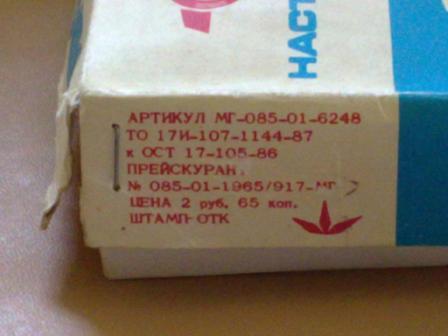 НАСТ
АРТИКУЛ МГ-085-01-6248
ТО 17И-107-1144-87
к ОСТ 17-105-86
ПРЕЙСКУРАНТ
№ 085-01-1965/917-МГ
ЦЕНА 2 руб. 65 коп.
ШТАМП ОТК